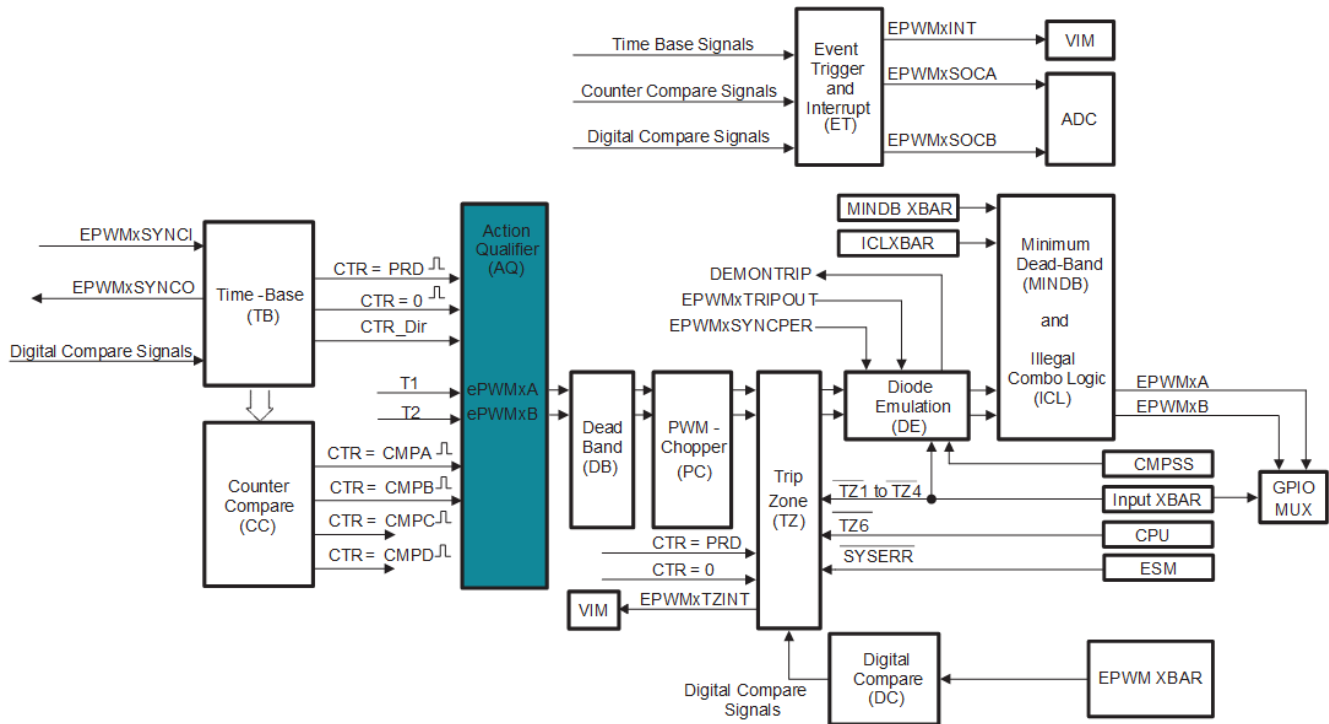 Time Base Signals
Counter Compare Signals
Digital Compare Signals
Event
Trigger
and
Interrupt
(ET)
EPWMxINT
EPWMxSOCA
EPWMxSOCB
VIM
ADC
EPWMxSYNCI
EPWMxSYNCO
Digital Compare Signals
Time -Base
(TB)
CTR = PRD
CTR = 0
CTR_Dir
T1
T2
Action
Qualifier
(AQ)
ePWMxA
ePWMxB
Counter
Compare
(CC)
CTR = CMPA
CTR = CMPB
CTR = CMPC
CTR = CMPD
Dead
Band
(DB)
PWM -
Chopper
(PC)
Trip
Zone
(TZ)
CTR = PRD
CTR = 0
EPWMxTZINT
VIM
DEMONTRIP
EPWMxTRIPOUT
EPWMxSYNCPER
Diode
Emulation
(DE)
MINDB XBAR
ICLXBAR
Minimum
Dead-Band
(MINDB)
and
Illegal
Combo Logic
(ICL)
EPWMxA
EPWMxB
CMPSS
TZ1 to TZ4
Input XBAR
GPIO
MUX
TZ6
CPU
SYSERR
ESM
Digital Compare
Signals
Digital
Compare
(DC)
EPWM XBAR